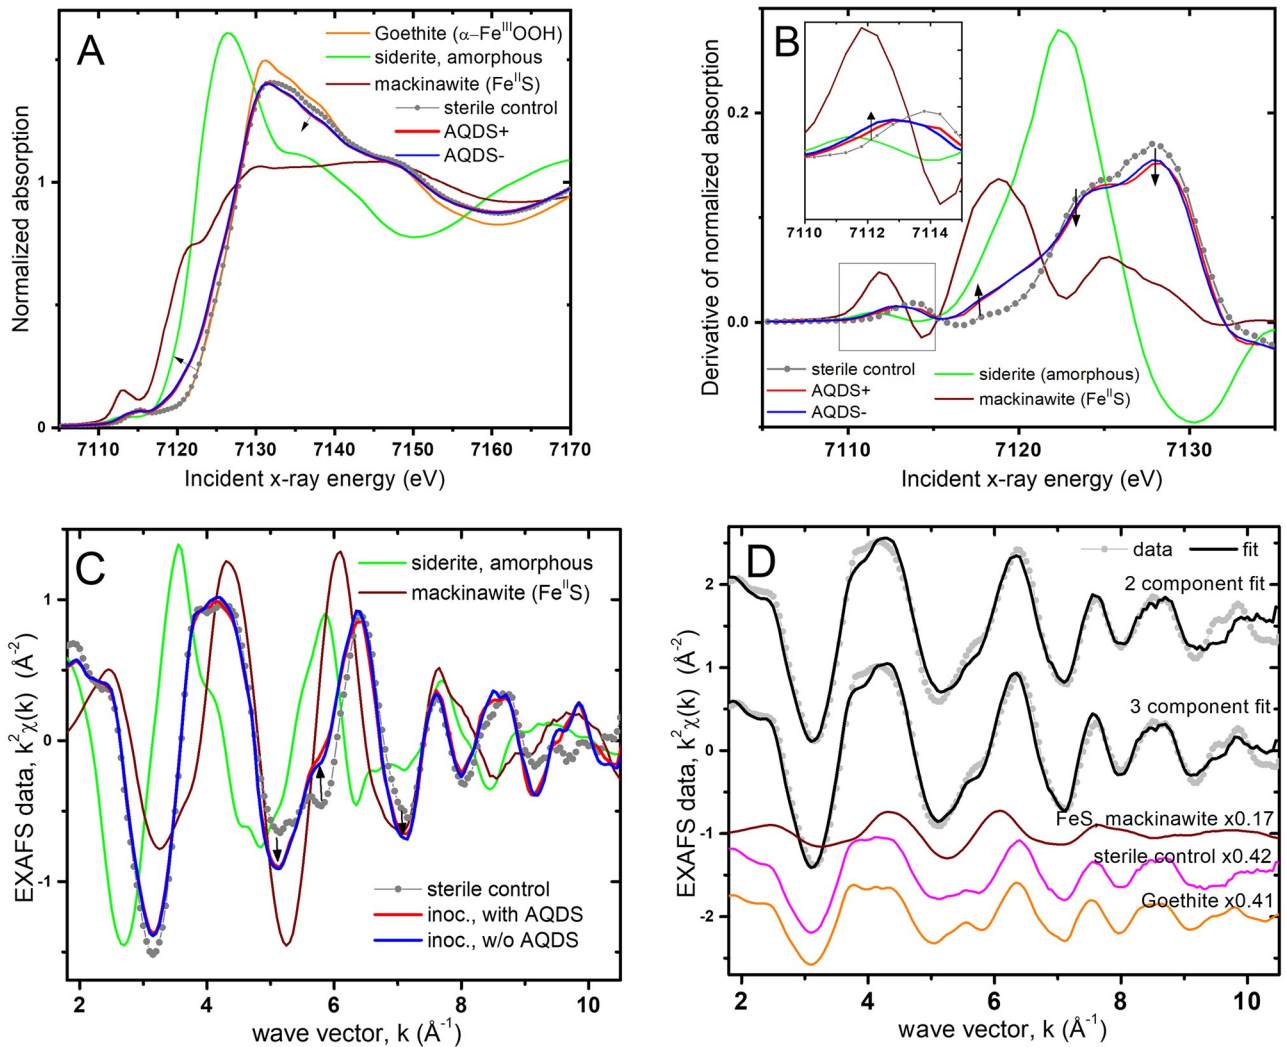 A
Goethite (α–Fe^III OOH)
siderite, amorphous
mackinawite (Fe^II S)
sterile control
AQDS+
AQDS-
1
0
7110 7120 7130 7140 7150 7160 7170
Incident x-ray energy (eV)
Normalized absorption
B
7110 7112 7114
0.2
0.0
sterile control
AQDS+
AQDS-
siderite (amorphous)
mackinawite (Fe^II S)
7110 7120 7130
Incident x-ray energy (eV)
Derivative of normalized absorption
C
siderite, amorphous
mackinawite (Fe^II S)
1
0
-1
sterile control
inoc., with AQDS
inoc., w/o AQDS
2 4 6 8 10
wave vector, k (Å^-1)
EXAFS data, k^2χ(k) (Å^-2)
D
data fit
2 component fit
3 component fit
FeS, mackinawite x0.17
sterile control x0.42
Goethite x0.41
2
1
0
-1
-2
2 4 6 8 10
wave vector, k (Å^-1)
EXAFS data, k^2χ(k) (Å^-2)